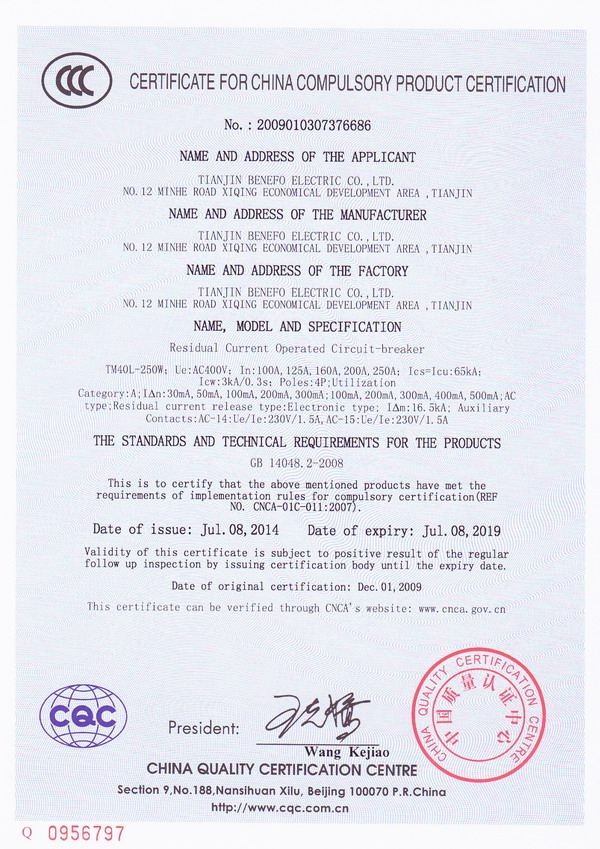 CCC CERTIFICATE FOR CHINA COMPULSORY PRODUCT CERTIFICATION
No. : 2009010307376686
NAME AND ADDRESS OF THE APPLICANT
TIANJIN BENEFO ELECTRIC CO.,LTD.
NO.12 MINHE ROAD XIQING ECONOMICAL DEVELOPMENT AREA ,TIANJIN
NAME AND ADDRESS OF THE MANUFACTURER
TIANJIN BENEFO ELECTRIC CO.,LTD.
NO.12 MINHE ROAD XIQING ECONOMICAL DEVELOPMENT AREA ,TIANJIN
NAME AND ADDRESS OF THE FACTORY
TIANJIN BENEFO ELECTRIC CO.,LTD.
NO.12 MINHE ROAD XIQING ECONOMICAL DEVELOPMENT AREA ,TIANJIN
NAME, MODEL AND SPECIFICATION
Residual Current Operated Circuit-breaker
TM40L-250W; Ue:AC400V; In:100A,125A,160A,200A,250A; Ics=Icu:65kA;
Icw:3kA/0.3s; Poles:4P;Utilization
Category:A;IΔn:30mA,50mA,100mA,200mA,300mA;100mA,200mA,300mA,400mA,500mA;AC
type;Residual current release type:Electronic type; IΔm:16.5kA; Auxiliary
Contacts:AC-14:Ue/Ie:230V/1.5A,AC-15:Ue/Ie:230V/1.5A
THE STANDARDS AND TECHNICAL REQUIREMENTS FOR THE PRODUCTS
GB 14048.2-2008
This is to certify that the above mentioned products have met the
requirements of implementation rules for compulsory certification(REF
NO. CNCA-01C-011:2007).
Date of issue: Jul.08,2014 Date of expiry: Jul.08,2019
Validity of this certificate is subject to positive result of the regular
follow up inspection by issuing certification body until the expiry date.
Date of original certification: Dec.01,2009
This certificate can be verified through CNCA's website: www.cnca.gov.cn
CQC
President: 王克娇
Wang Kejiao
CHINA QUALITY CERTIFICATION CENTRE
中国质量认证中心
CHINA QUALITY CERTIFICATION CENTRE
Section 9,No.188,Nansihuan Xilu, Beijing 100070 P.R.China
http://www.cqc.com.cn
Q 0956797